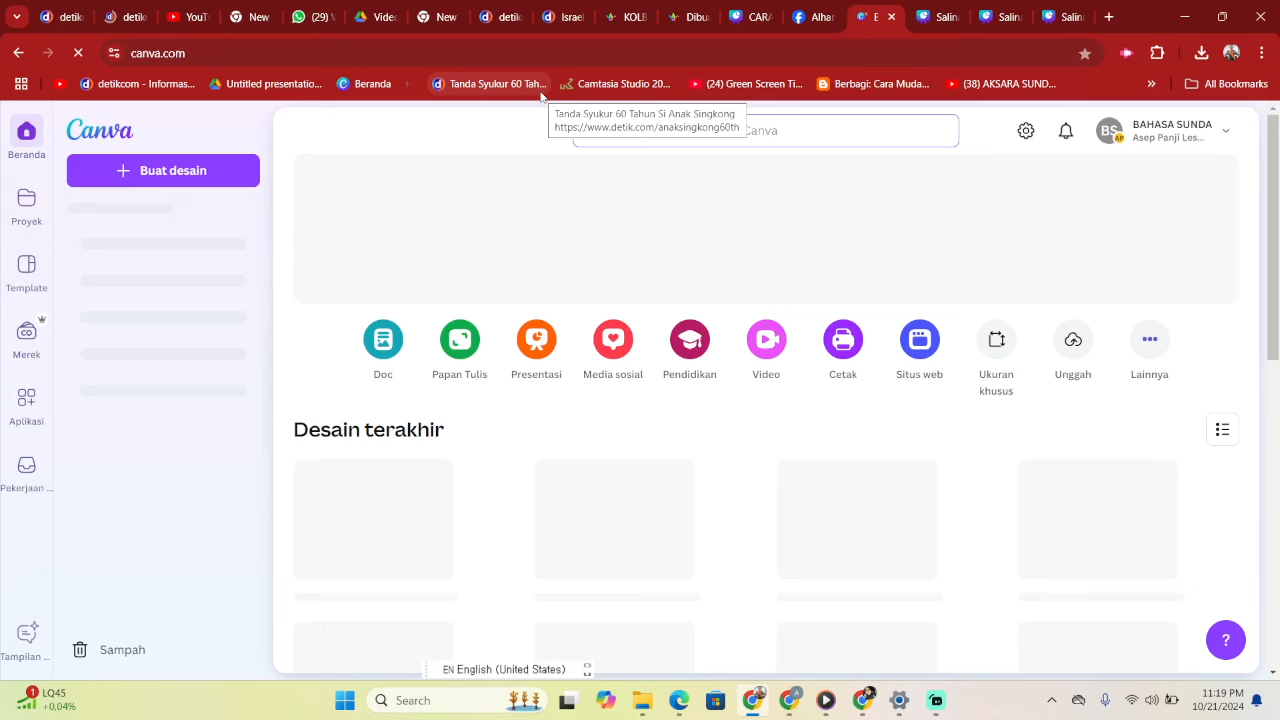 detik
YouT
New
(29) V
Videc
New
detik
Israel
KOLB
Dibu
CARA
Alhar
E
Salin
Salin
Salin
canva.com
detikcom - Informas...
Untitled presentatio...
Beranda
Tanda Syukur 60 Tah...
Camtasia Studio 20...
(24) Green Screen Ti...
Berbagi: Cara Muda...
(38) AKSARA SUND...
All Bookmarks
Tanda Syukur 60 Tahun Si Anak Singkong
https://www.detik.com/anaksingkong60th
Canva
Canva
BS
AP
BAHASA SUNDA
Asep Panji Les...
Beranda
Buat desain
Proyek
Template
CO
Merek
Aplikasi
Pekerjaan ...
Tampilan ...
Doc
Papan Tulis
Presentasi
Media sosial
Pendidikan
Video
Cetak
Situs web
Ukuran
khusus
Unggah
Lainnya
Desain terakhir
Sampah
?
EN English (United States)
1
LQ45
+0.04%
Search
A
11:19 PM
10/21/2024